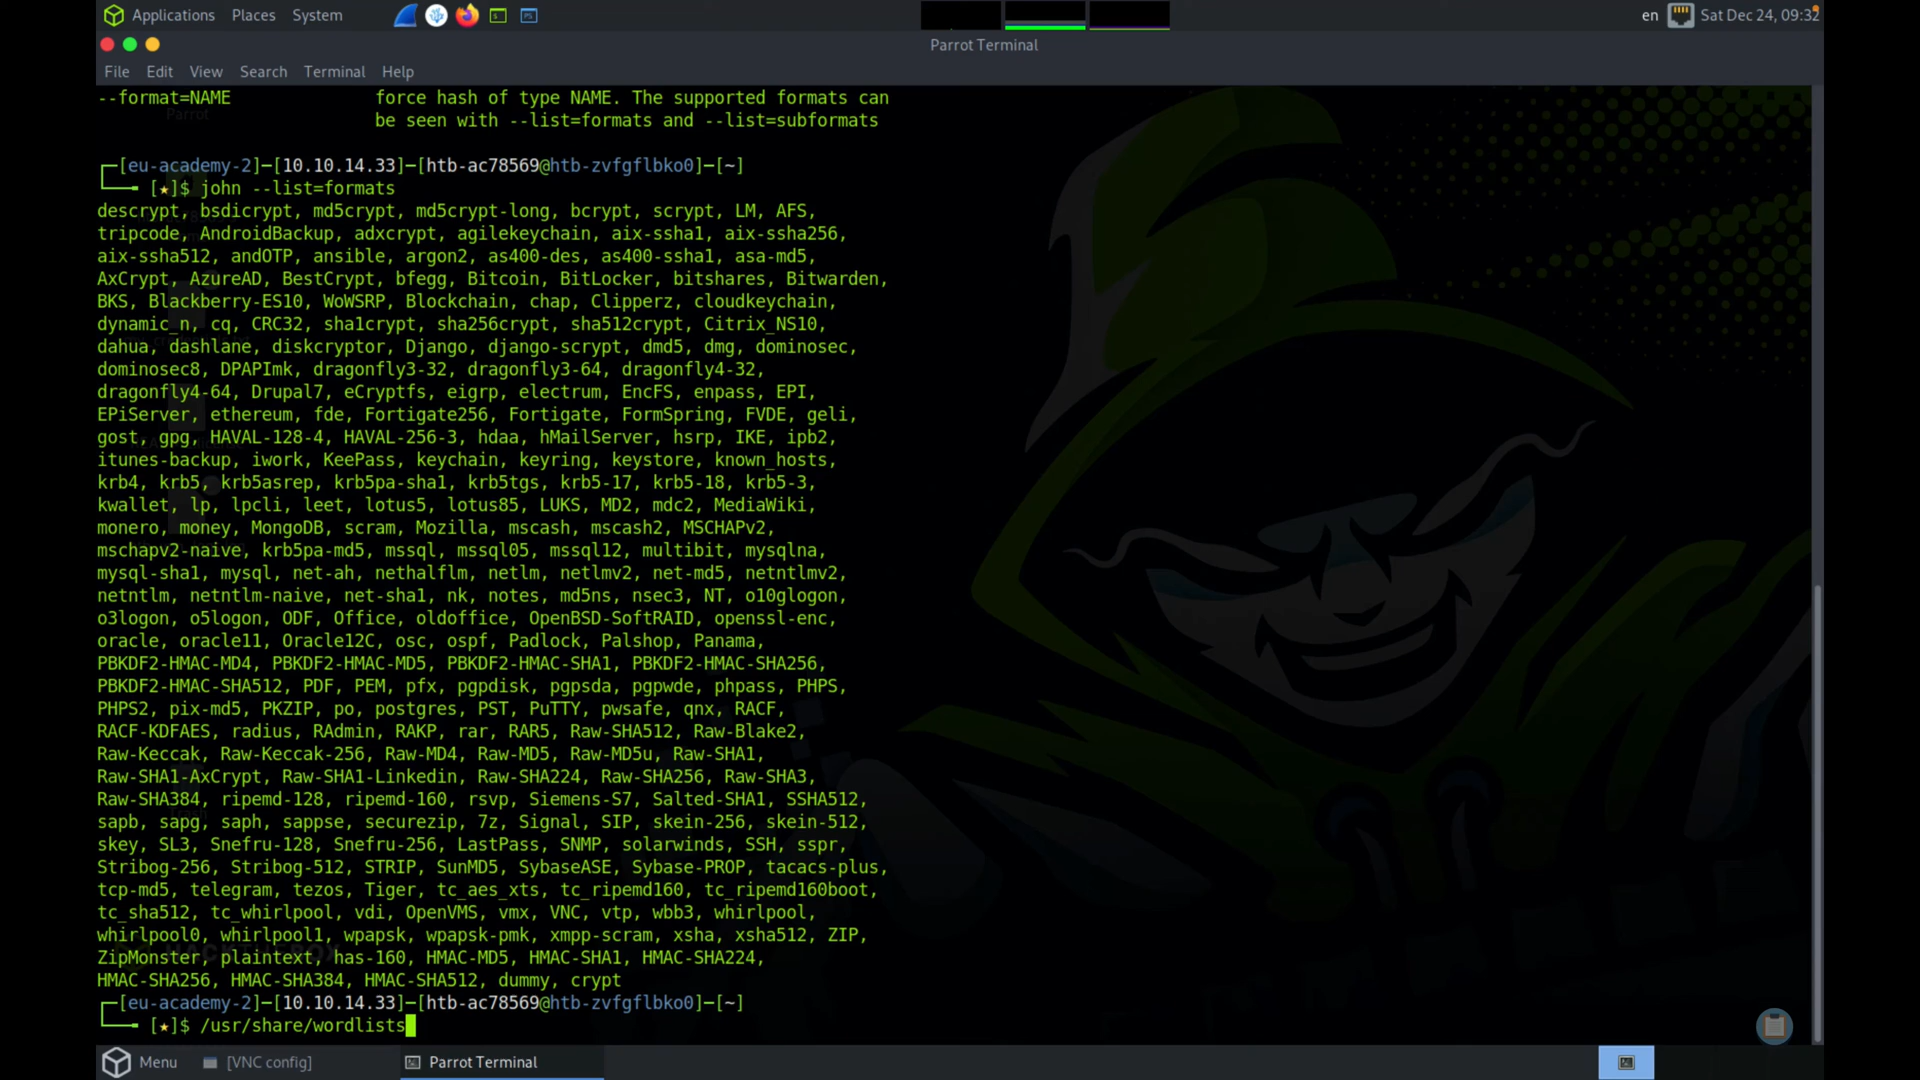 Applications Places System
en Sat Dec 24, 09:32
Parrot Terminal
File Edit View Search Terminal Help
--format=NAME force hash of type NAME. The supported formats can
be seen with --list=formats and --list=subformats
Parrot
┌─[eu-academy-2]─[10.10.14.33]─[htb-ac78569@htb-zvfgflbko0]─[~]
└──╼ [★]$ john --list=formats
descrypt, bsdicrypt, md5crypt, md5crypt-long, bcrypt, scrypt, LM, AFS,
tripcode, AndroidBackup, adxcrypt, agilekeychain, aix-ssha1, aix-ssha256,
aix-ssha512, andOTP, ansible, argon2, as400-des, as400-ssha1, asa-md5,
AxCrypt, AzureAD, BestCrypt, bfegg, Bitcoin, BitLocker, bitshares, Bitwarden,
BKS, Blackberry-ES10, WoWSRP, Blockchain, chap, Clipperz, cloudkeychain,
dynamic_n, cq, CRC32, sha1crypt, sha256crypt, sha512crypt, Citrix_NS10,
dahua, dashlane, diskcryptor, Django, django-scrypt, dmd5, dmg, dominosec,
dominosec8, DPAPImk, dragonfly3-32, dragonfly3-64, dragonfly4-32,
dragonfly4-64, Drupal7, eCryptfs, eigrp, electrum, EncFS, enpass, EPI,
EPiServer, ethereum, fde, Fortigate256, Fortigate, FormSpring, FVDE, geli,
gost, gpg, HAVAL-128-4, HAVAL-256-3, hdaa, hMailServer, hsrp, IKE, ipb2,
itunes-backup, iwork, KeePass, keychain, keyring, keystore, known_hosts,
krb4, krb5, krb5asrep, krb5pa-sha1, krb5tgs, krb5-17, krb5-18, krb5-3,
kwallet, lp, lpcli, leet, lotus5, lotus85, LUKS, MD2, mdc2, MediaWiki,
monero, money, MongoDB, scram, Mozilla, mscash, mscash2, MSCHAPv2,
mschapv2-naive, krb5pa-md5, mssql, mssql05, mssql12, multibit, mysqlna,
mysql-sha1, mysql, net-ah, nethalflm, netlm, netlmv2, net-md5, netntlmv2,
netntlm, netntlm-naive, net-sha1, nk, notes, md5ns, nsec3, NT, o10glogon,
o3logon, o5logon, ODF, Office, oldoffice, OpenBSD-SoftRAID, openssl-enc,
oracle, oracle11, Oracle12C, osc, ospf, Padlock, Palshop, Panama,
PBKDF2-HMAC-MD4, PBKDF2-HMAC-MD5, PBKDF2-HMAC-SHA1, PBKDF2-HMAC-SHA256,
PBKDF2-HMAC-SHA512, PDF, PEM, pfx, pgpdisk, pgpsda, pgpwde, phpass, PHPS,
PHPS2, pix-md5, PKZIP, po, postgres, PST, PuTTY, pwsafe, qnx, RACF,
RACF-KDFAES, radius, RAdmin, RAKP, rar, RAR5, Raw-SHA512, Raw-Blake2,
Raw-Keccak, Raw-Keccak-256, Raw-MD4, Raw-MD5, Raw-MD5u, Raw-SHA1,
Raw-SHA1-AxCrypt, Raw-SHA1-Linkedin, Raw-SHA224, Raw-SHA256, Raw-SHA3,
Raw-SHA384, ripemd-128, ripemd-160, rsvp, Siemens-S7, Salted-SHA1, SSHA512,
sapb, sapg, saph, sappse, securezip, 7z, Signal, SIP, skein-256, skein-512,
skey, SL3, Snefru-128, Snefru-256, LastPass, SNMP, solarwinds, SSH, sspr,
Stribog-256, Stribog-512, STRIP, SunMD5, SybaseASE, Sybase-PROP, tacacs-plus,
tcp-md5, telegram, tezos, Tiger, tc_aes_xts, tc_ripemd160, tc_ripemd160boot,
tc_sha512, tc_whirlpool, vdi, OpenVMS, vmx, VNC, vtp, wbb3, whirlpool,
whirlpool0, whirlpool1, wpapsk, wpapsk-pmk, xmpp-scram, xsha, xsha512, ZIP,
ZipMonster, plaintext, has-160, HMAC-MD5, HMAC-SHA1, HMAC-SHA224,
HMAC-SHA256, HMAC-SHA384, HMAC-SHA512, dummy, crypt
┌─[eu-academy-2]─[10.10.14.33]─[htb-ac78569@htb-zvfgflbko0]─[~]
└──╼ [★]$ /usr/share/wordlists
Menu [VNC config] Parrot Terminal